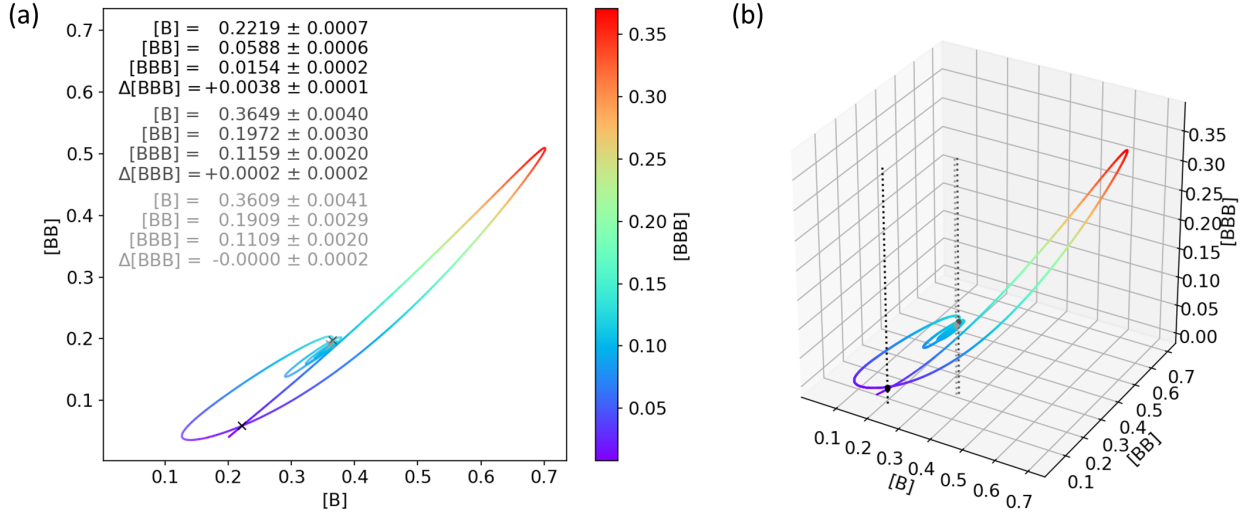 (a)
(b)
[B] = 0.2219 ± 0.0007
[BB] = 0.0588 ± 0.0006
[BBB] = 0.0154 ± 0.0002
Δ[BBB] = +0.0038 ± 0.0001
[B] = 0.3649 ± 0.0040
[BB] = 0.1972 ± 0.0030
[BBB] = 0.1159 ± 0.0020
Δ[BBB] = +0.0002 ± 0.0002
[B] = 0.3609 ± 0.0041
[BB] = 0.1909 ± 0.0029
[BBB] = 0.1109 ± 0.0020
Δ[BBB] = -0.0000 ± 0.0002
0.7
0.6
0.5
0.4
0.3
0.2
0.1
[BB]
0.1 0.2 0.3 0.4 0.5 0.6 0.7
[B]
0.35
0.30
0.25
0.20
0.15
0.10
0.05
[BBB]
0.35
0.30
0.25
0.20
0.15
0.10
0.05
0.00
[BBB]
0.7
0.6
0.5
0.4
0.3
0.2
0.1
[BB]
0.1 0.2 0.3 0.4 0.5 0.6 0.7
[B]